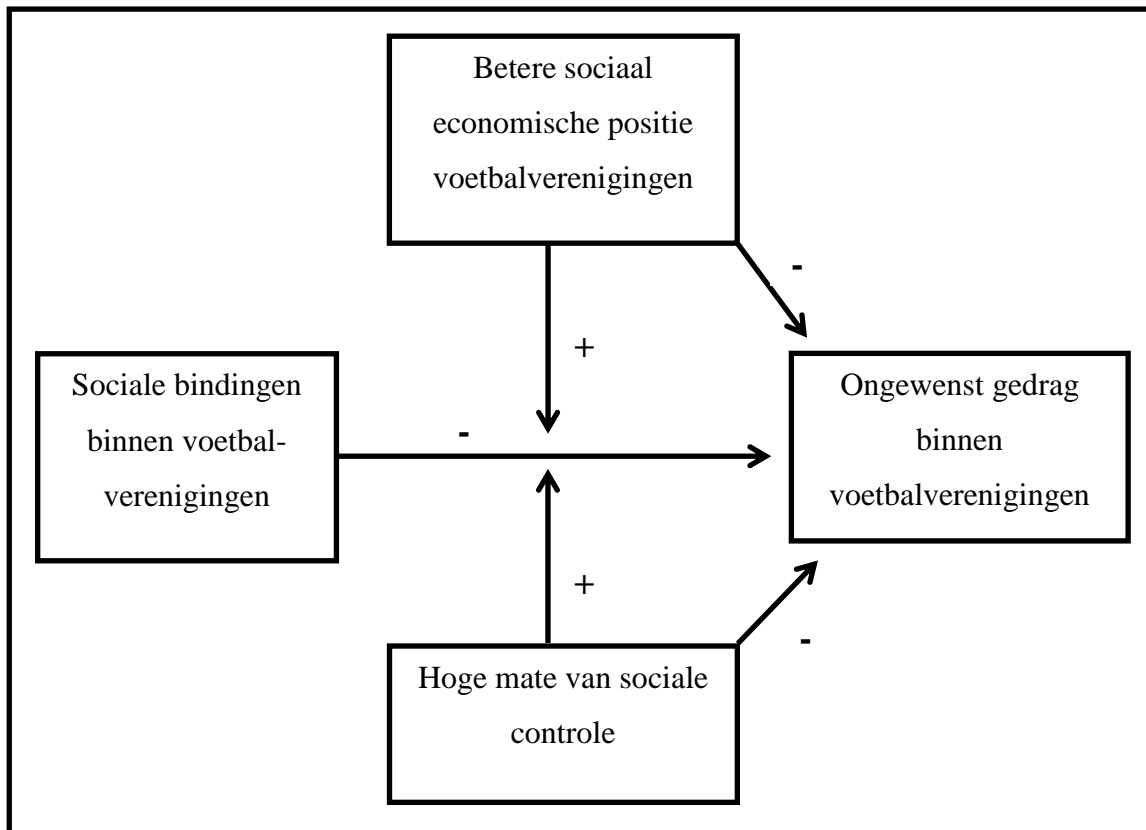 Betere sociaal
economische positie
voetbalverenigingen
-
+
Sociale bindingen
binnen voetbal-
verenigingen
-
Ongewenst gedrag
binnen
voetbalverenigingen
+
-
Hoge mate van sociale
controle